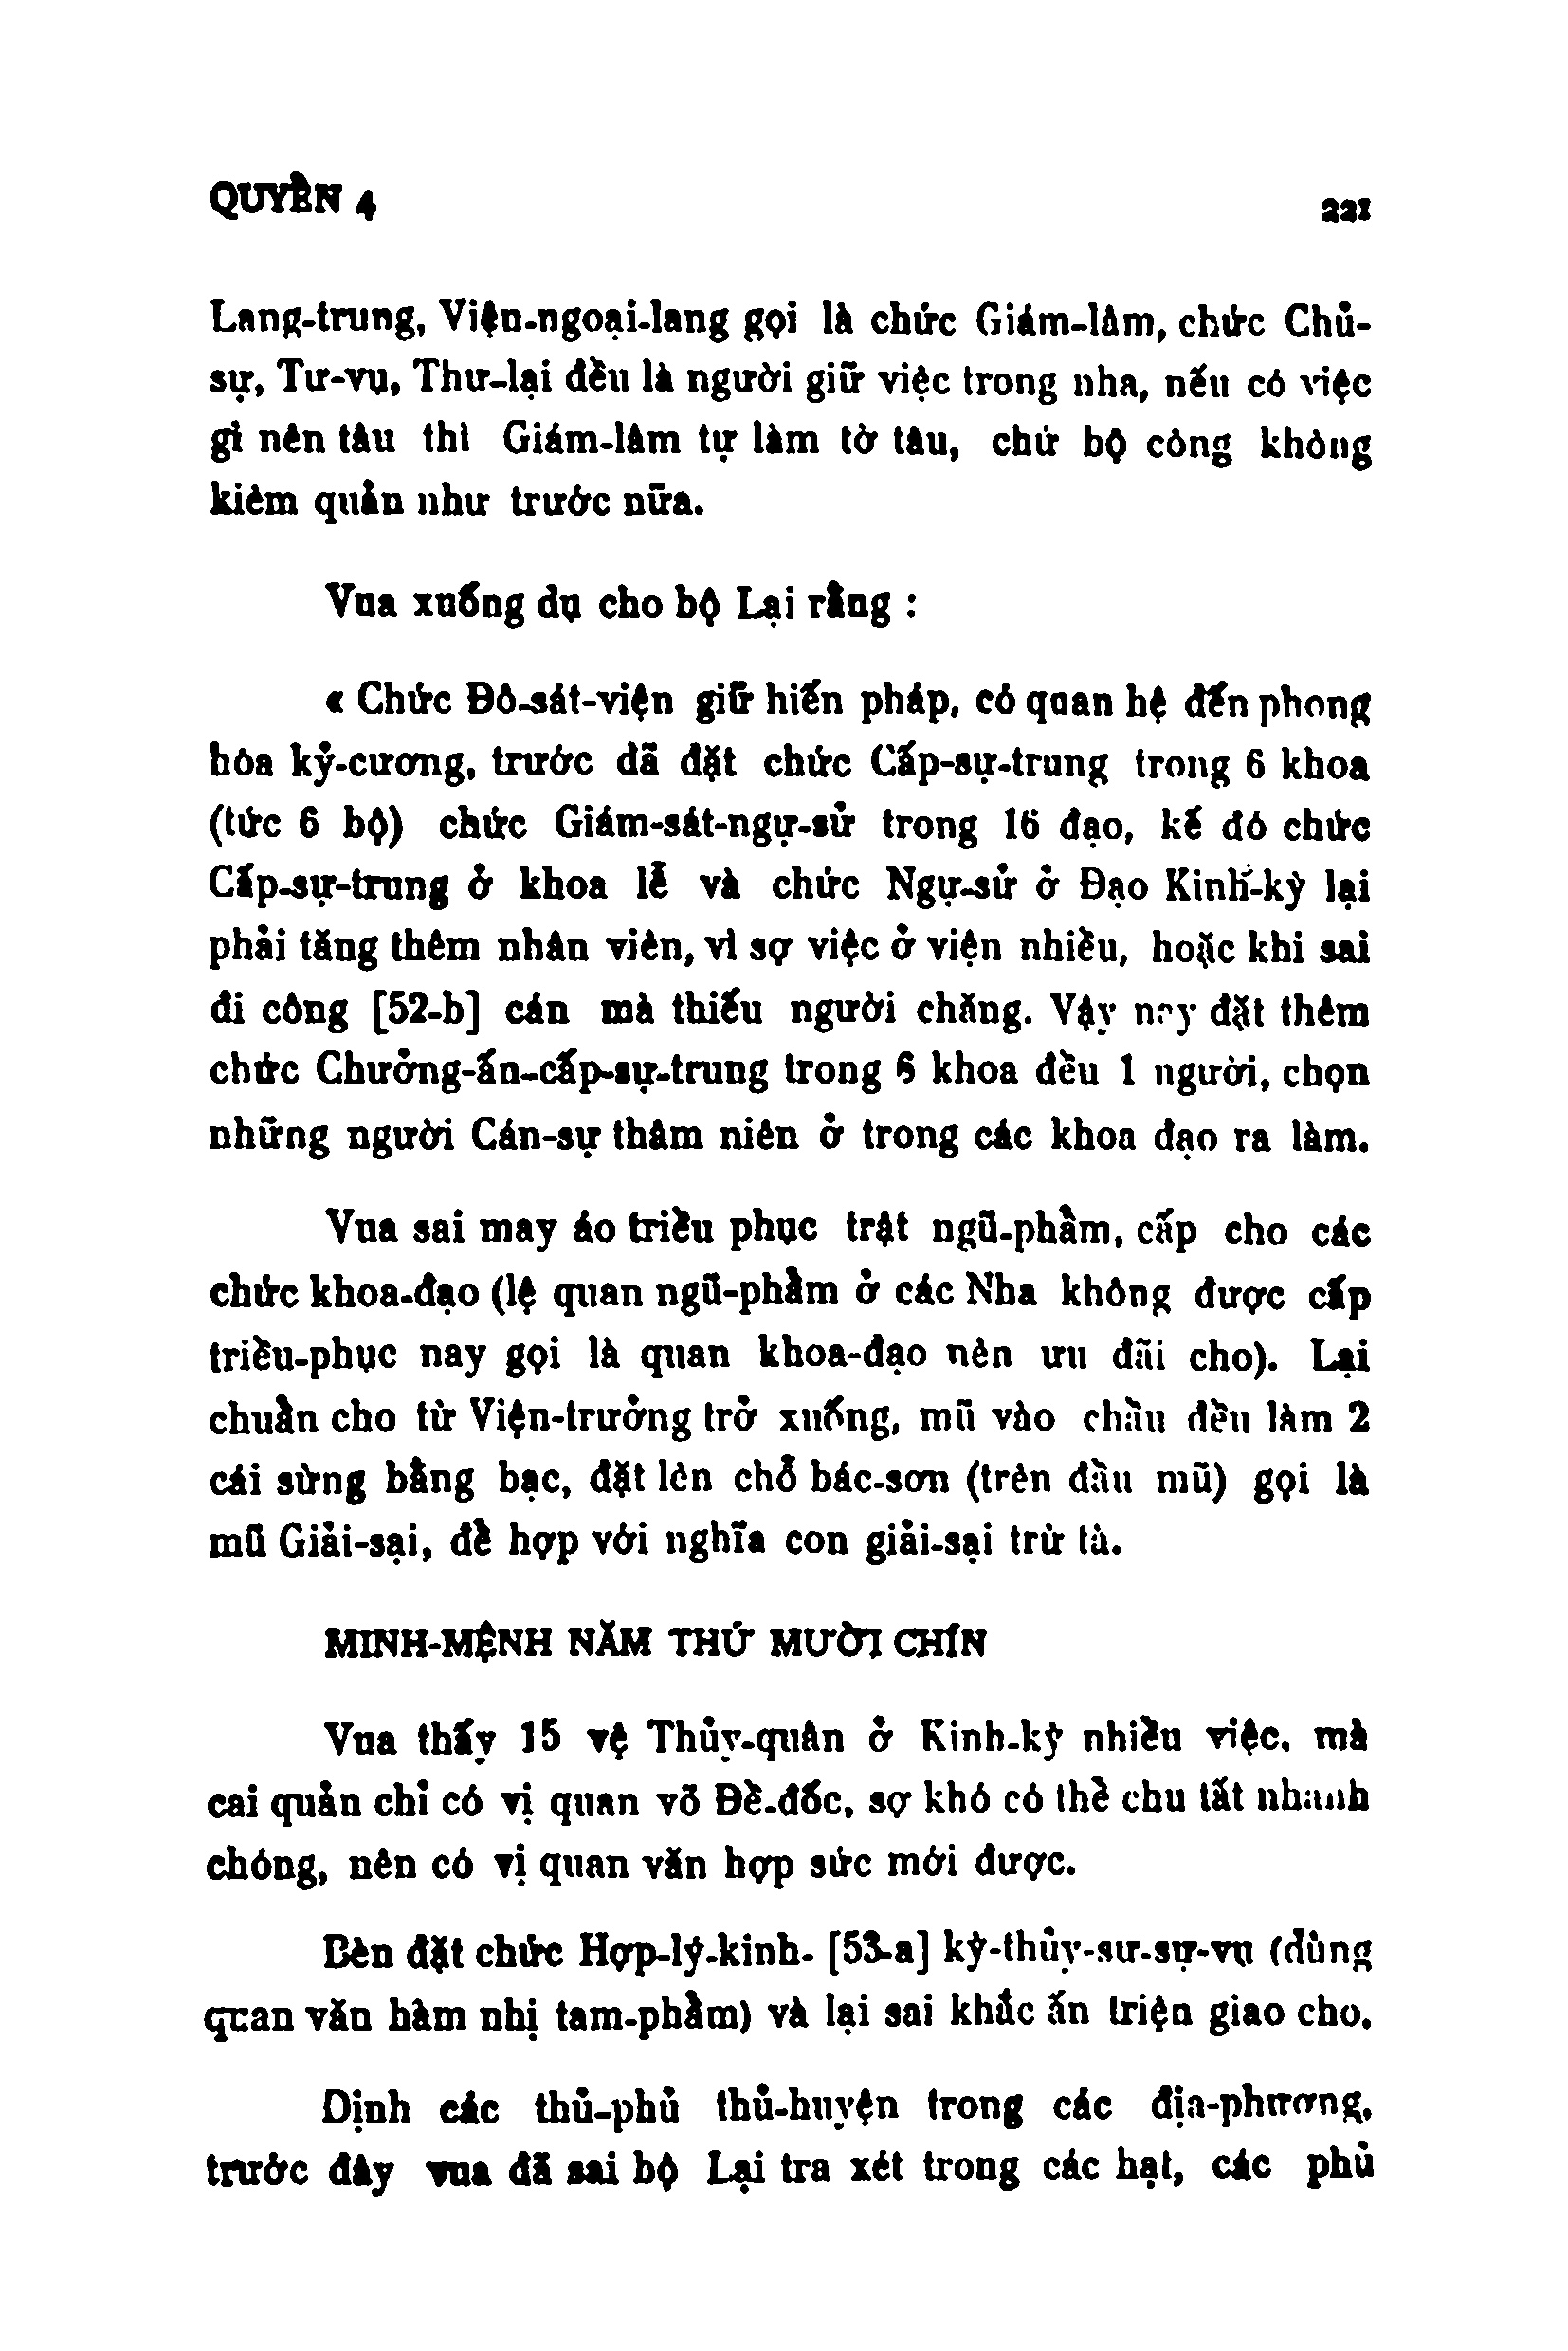 QUYỀN 4
221
Lang-trung, Viện-ngoại-lang gọi là chức Giám-lâm, chức Chủ-
sự, Tư-vụ, Thư-lại đều là người giữ việc trong nha, nếu có việc
gì nên tâu thì Giám-lâm tự làm tờ tâu, chứ bộ công không
kiêm quản như trước nữa.
Vua xuống dụ cho bộ Lại rằng :
« Chức Đô-sát-viện giữ hiến pháp, có quan hệ đến phong
hóa kỷ-cương, trước dã đặt chức Cấp-sự-trung trong 6 khoa
(tức 6 bộ) chức Giám-sát-ngự-sử trong 16 đạo, kế đó chức
Cấp-sự-trung ở khoa lễ và chức Ngự-sử ở Đạo Kinh-kỳ lại
phải tăng thêm nhân viên, vì sợ việc ở viện nhiều, hoặc khi sai
đi công [52-b] cán mà thiếu người chăng. Vậy nay đặt thêm
chức Chưởng-ấn-cấp-sự-trung trong 6 khoa đều 1 người, chọn
những người Cán-sự thâm niên ở trong các khoa đạo ra làm.
Vua sai may áo triều phục trật ngũ-phẩm, cấp cho các
chức khoa-đạo (lệ quan ngũ-phẩm ở các Nha không được cấp
triều-phục nay gọi là quan khoa-đạo nên ưu đãi cho). Lại
chuẩn cho từ Viện-trưởng trở xuống, mũ vào chầu đều làm 2
cái sừng bằng bạc, đặt lên chỗ bác-sơn (trên đầu mũ) gọi là
mũ Giải-sại, để hợp với nghĩa con giải-sại trừ tà.
MINH-MỆNH NĂM THỨ MƯỜI CHÍN
Vua thấy 15 vệ Thủy-quân ở Kinh-kỳ nhiều việc, mà
cai quản chỉ có vị quan võ Đề-đốc, sợ khó có thể chu tất nhanh
chóng, nên có vị quan văn hợp sức mới được.
Bèn đặt chức Hợp-lý-kinh- [53-a] kỳ-thủy-sư-sự-vụ (dùng
quan văn hàm nhị tam-phẩm) và lại sai khắc ấn triện giao cho.
Định các thủ-phủ thủ-huyện trong các địa-phương,
trước đây vua đã sai bộ Lại tra xét trong các hạt, các phủ